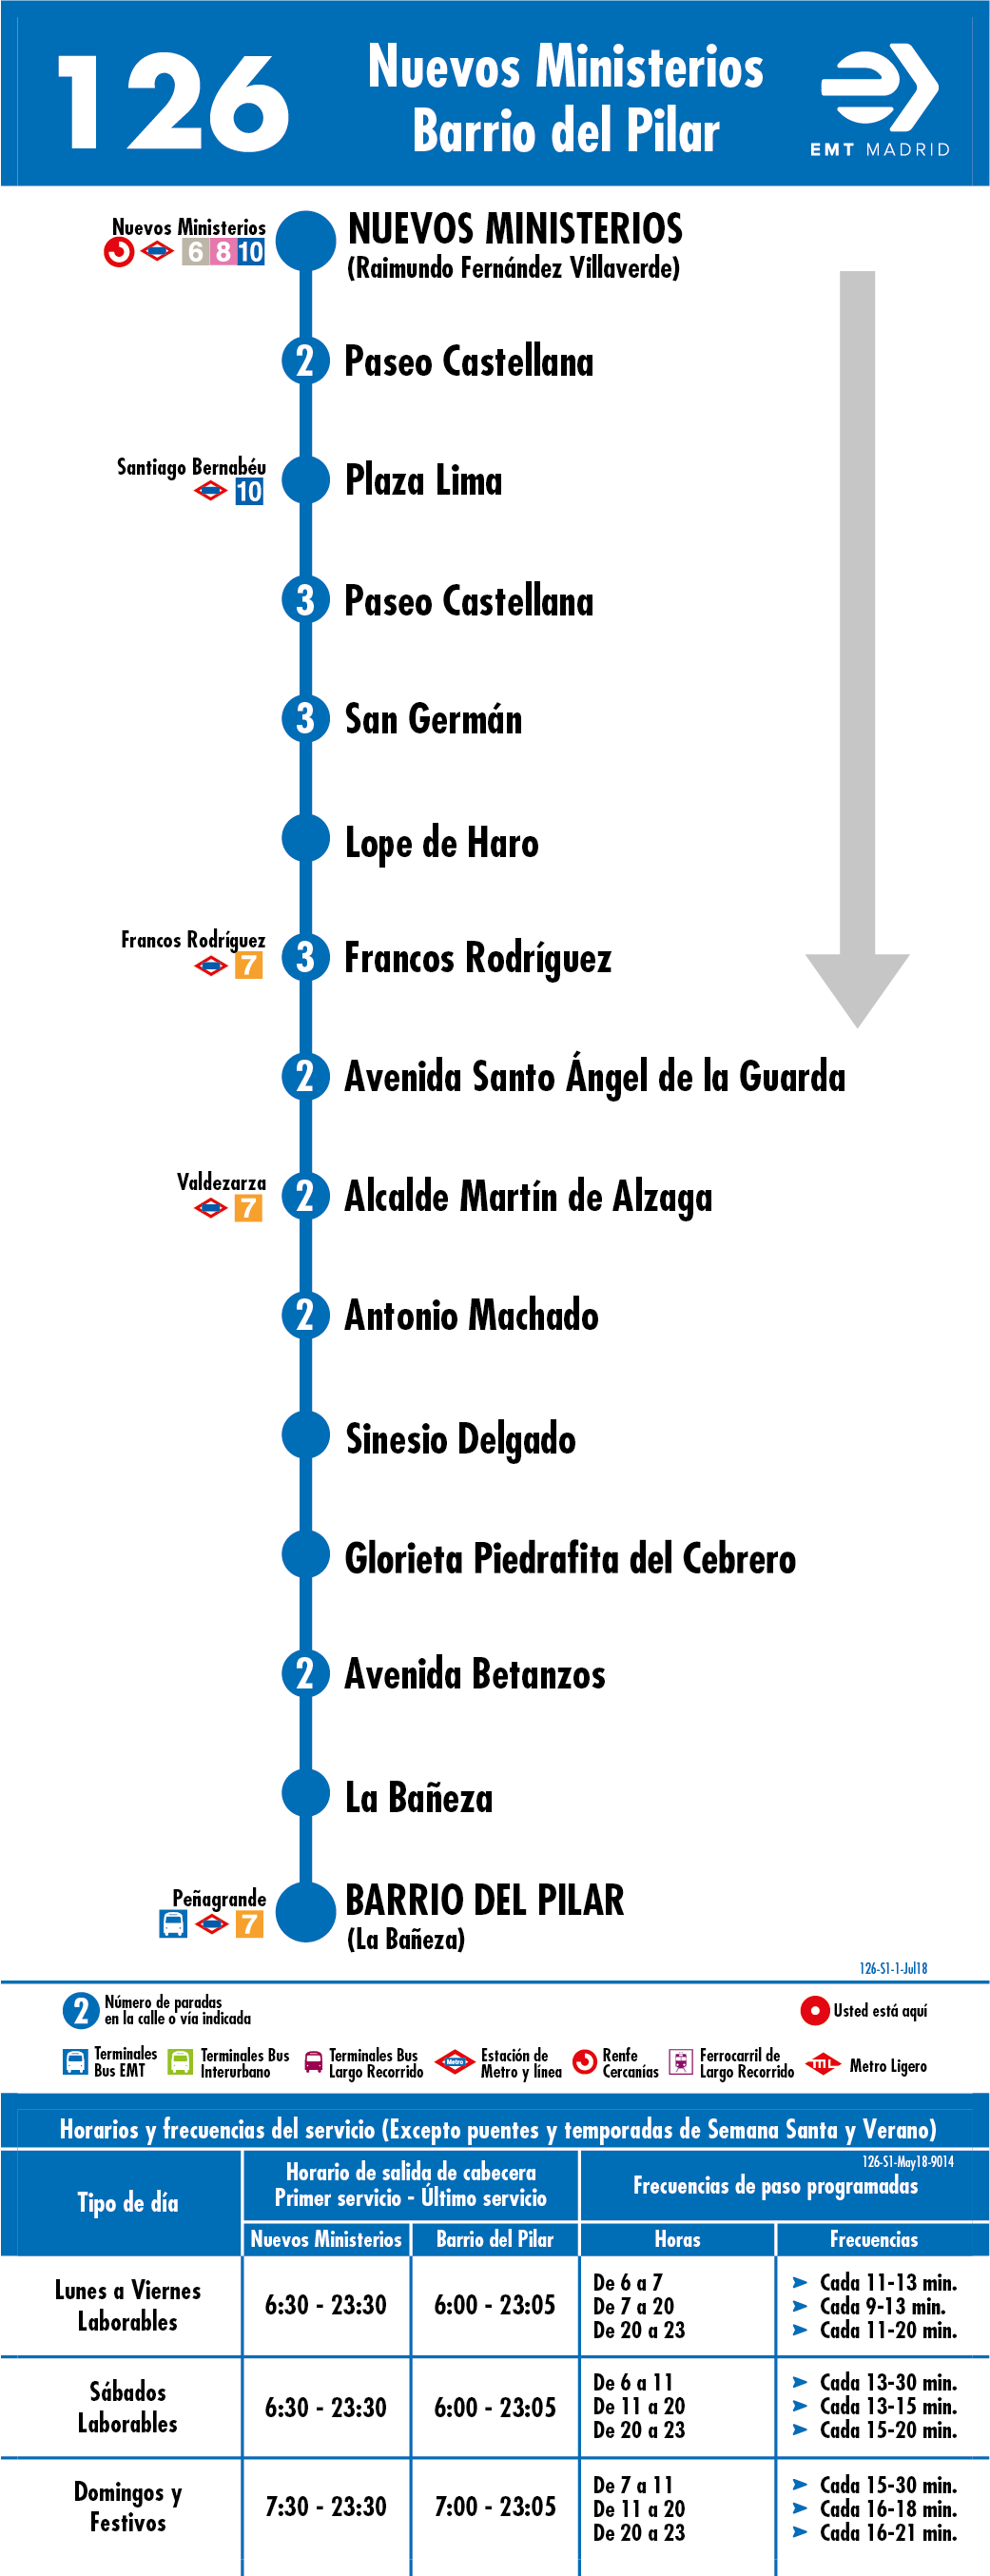 126
Nuevos Ministerios
Barrio del Pilar
EMT MADRID
Nuevos Ministerios
6 8 10
NUEVOS MINISTERIOS
(Raimundo Fernández Villaverde)
2 Paseo Castellana
Santiago Bernabéu
10
Plaza Lima
3 Paseo Castellana
3 San Germán
Lope de Haro
Francos Rodríguez
7
3 Francos Rodríguez
2 Avenida Santo Ángel de la Guarda
Valdezarza
7
2 Alcalde Martín de Alzaga
2 Antonio Machado
Sinesio Delgado
Glorieta Piedrafita del Cebrero
2 Avenida Betanzos
La Bañeza
Peñagrande
7
BARRIO DEL PILAR
(La Bañeza)
126-S1-1-Jul18
2 Número de paradas
en la calle o vía indicada
Usted está aquí
Terminales
Bus EMT
Terminales Bus
Interurbano
Terminales Bus
Largo Recorrido
Metro
Estación de
Metro y línea
Renfe
Cercanías
Ferrocarril de
Largo Recorrido
ML
Metro Ligero
Horarios y frecuencias del servicio (Excepto puentes y temporadas de Semana Santa y Verano)
126-S1-May18-9014
Tipo de día
Horario de salida de cabecera
Primer servicio - Último servicio
Frecuencias de paso programadas
Nuevos Ministerios
Barrio del Pilar
Horas
Frecuencias
Lunes a Viernes
Laborables
6:30 - 23:30
6:00 - 23:05
De 6 a 7 ➤ Cada 11-13 min.
De 7 a 20 ➤ Cada 9-13 min.
De 20 a 23 ➤ Cada 11-20 min.
Sábados
Laborables
6:30 - 23:30
6:00 - 23:05
De 6 a 11 ➤ Cada 13-30 min.
De 11 a 20 ➤ Cada 13-15 min.
De 20 a 23 ➤ Cada 15-20 min.
Domingos y
Festivos
7:30 - 23:30
7:00 - 23:05
De 7 a 11 ➤ Cada 15-30 min.
De 11 a 20 ➤ Cada 16-18 min.
De 20 a 23 ➤ Cada 16-21 min.